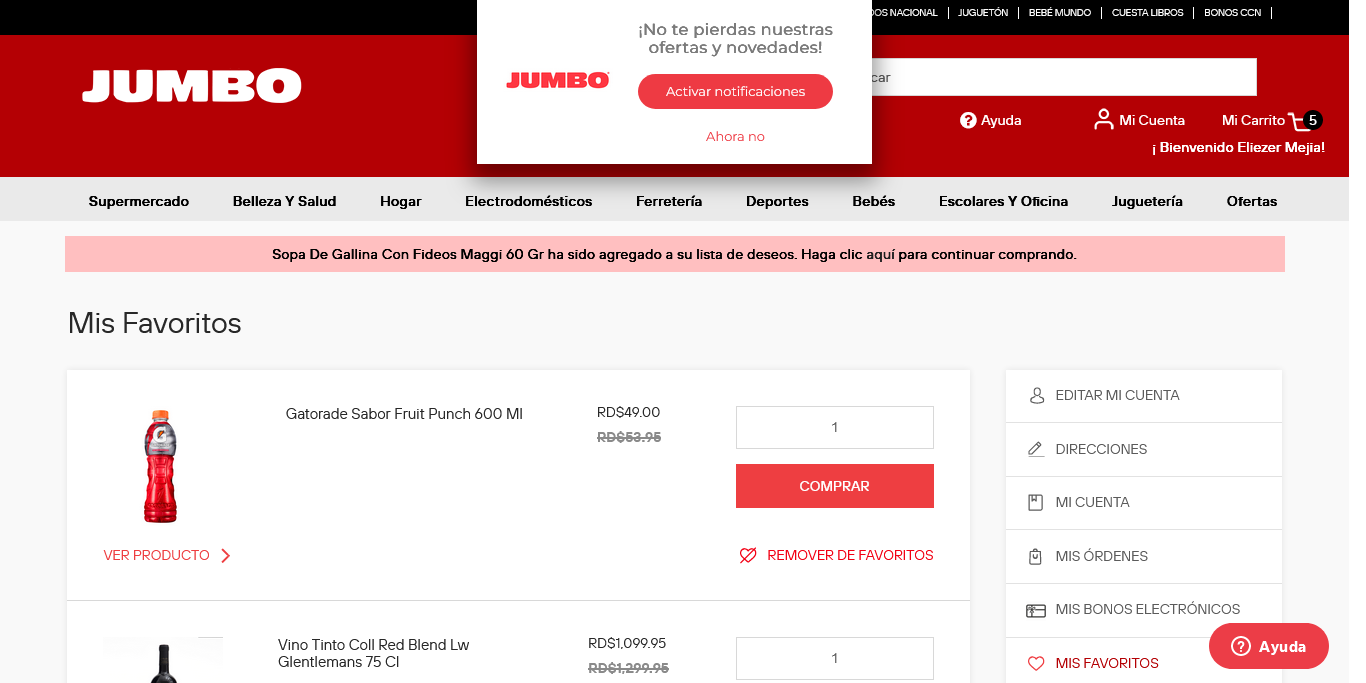 NACIONAL
JUGUETÓN
BEBÉ MUNDO
CUESTA LIBROS
BONOS CCN
¡No te pierdas nuestras
ofertas y novedades!
JUMBO
Activar notificaciones
Ahora no
JUMBO
Ayuda
Mi Cuenta
Mi Carrito
5
¡ Bienvenido Eliezer Mejia!
Supermercado
Belleza Y Salud
Hogar
Electrodomésticos
Ferretería
Deportes
Bebés
Escolares Y Oficina
Juguetería
Ofertas
Sopa De Gallina Con Fideos Maggi 60 Gr ha sido agregado a su lista de deseos. Haga clic aquí para continuar comprando.
Mis Favoritos
Gatorade Sabor Fruit Punch 600 Ml
RD$49.00
RD$53.95
1
COMPRAR
VER PRODUCTO
REMOVER DE FAVORITOS
Vino Tinto Coll Red Blend Lw
Glentlemans 75 Cl
RD$1,099.95
RD$1,299.95
1
EDITAR MI CUENTA
DIRECCIONES
MI CUENTA
MIS ÓRDENES
MIS BONOS ELECTRÓNICOS
MIS FAVORITOS
Ayuda